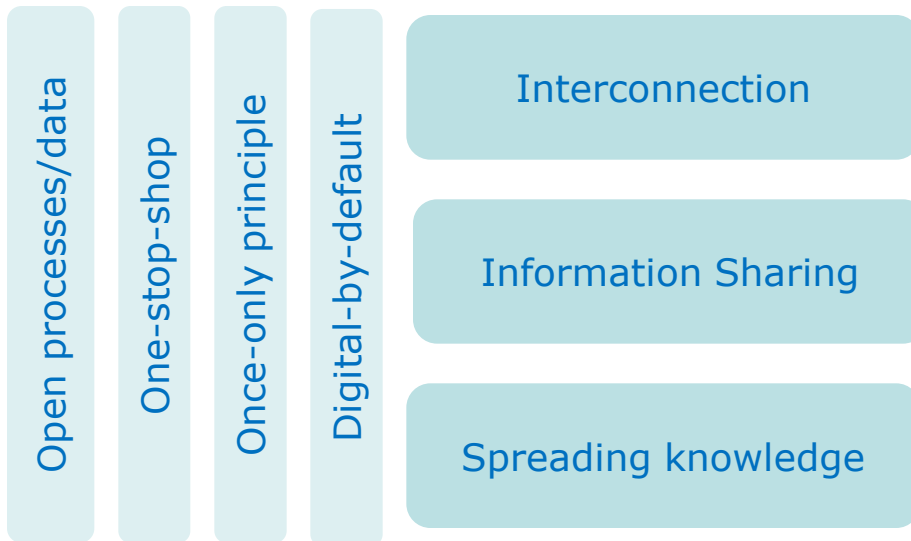 Open processes/data
One-stop-shop
Once-only principle
Digital-by-default
Interconnection
Information Sharing
Spreading knowledge